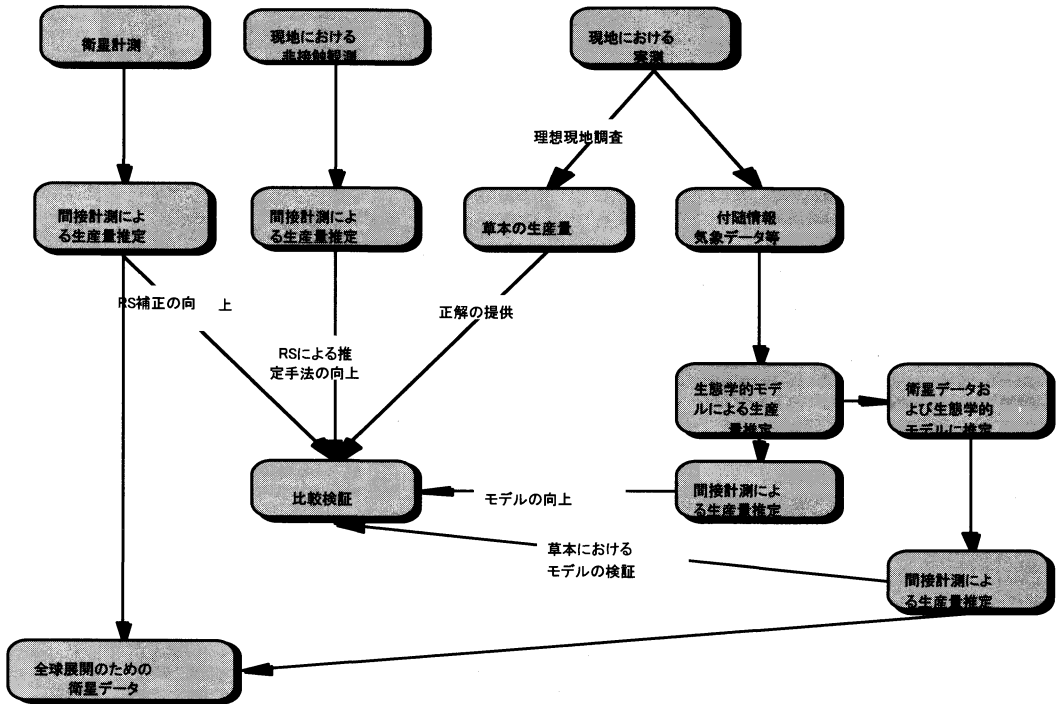 衛星計測
現地における
非接触観測
現地における
実測
理想現地調査
間接計測によ
る生産量推定
間接計測によ
る生産量推定
草本の生産量
付随情報
気象データ等
RS補正の向 上
正解の提供
RSによる推
定手法の向上
生態学的モデ
ルによる生産
量推定
衛星データお
よび生態学的
モデルに推定
比較検証
モデルの向上
間接計測によ
る生産量推定
草本における
モデルの検証
間接計測によ
る生産量推定
全球展開のための
衛星データ